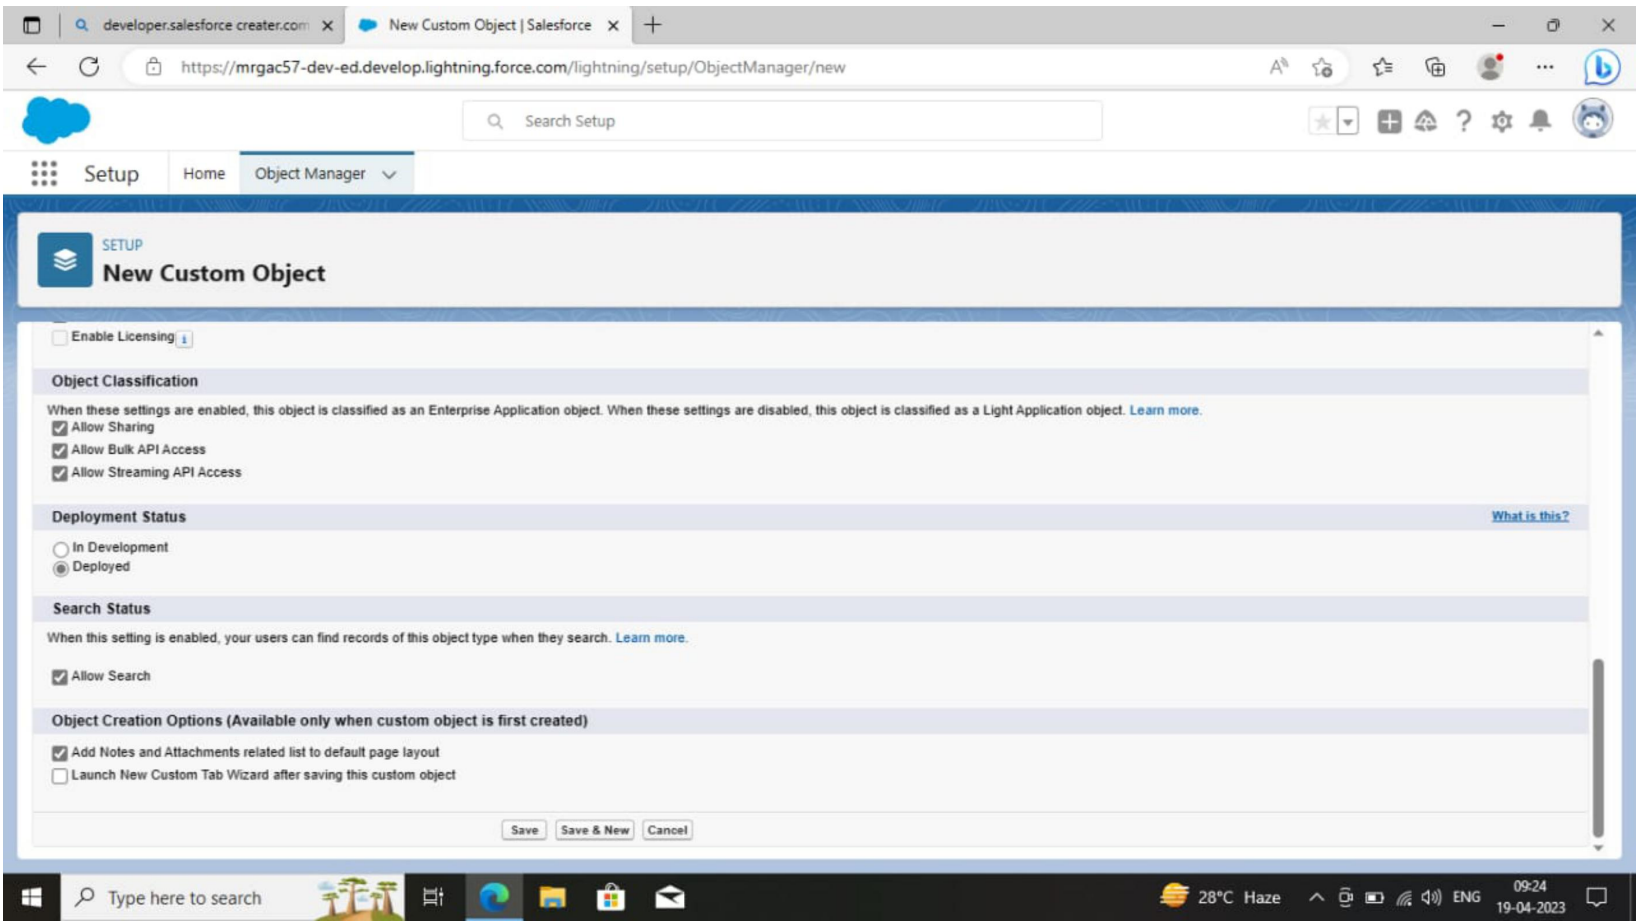 developer.salesforce creater.com
New Custom Object | Salesforce
https://mrgac57-dev-ed.develop.lightning.force.com/lightning/setup/ObjectManager/new
Search Setup
Setup
Home
Object Manager
SETUP
New Custom Object
Enable Licensing i
Object Classification
When these settings are enabled, this object is classified as an Enterprise Application object. When these settings are disabled, this object is classified as a Light Application object. Learn more.
Allow Sharing
Allow Bulk API Access
Allow Streaming API Access
Deployment Status
What is this?
In Development
Deployed
Search Status
When this setting is enabled, your users can find records of this object type when they search. Learn more.
Allow Search
Object Creation Options (Available only when custom object is first created)
Add Notes and Attachments related list to default page layout
Launch New Custom Tab Wizard after saving this custom object
Save
Save & New
Cancel
Type here to search
28°C Haze
ENG
09:24
19-04-2023